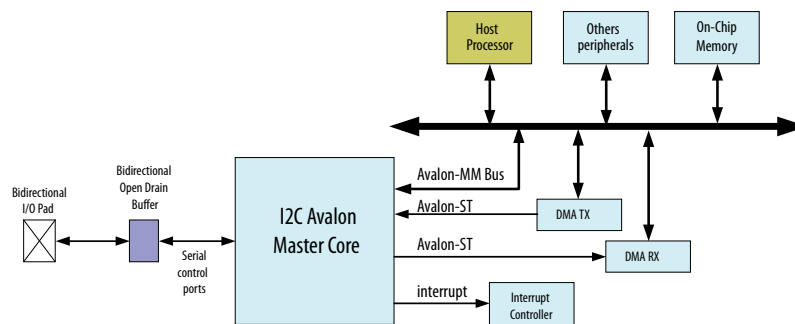 Host
Processor
Others
peripherals
On-Chip
Memory
Avalon-MM Bus
Bidirectional
Open Drain
Buffer
Bidirectional
I/O Pad
I2C Avalon
Master Core
Avalon-ST
DMA TX
Avalon-ST
DMA RX
Serial
control
ports
interrupt
Interrupt
Controller